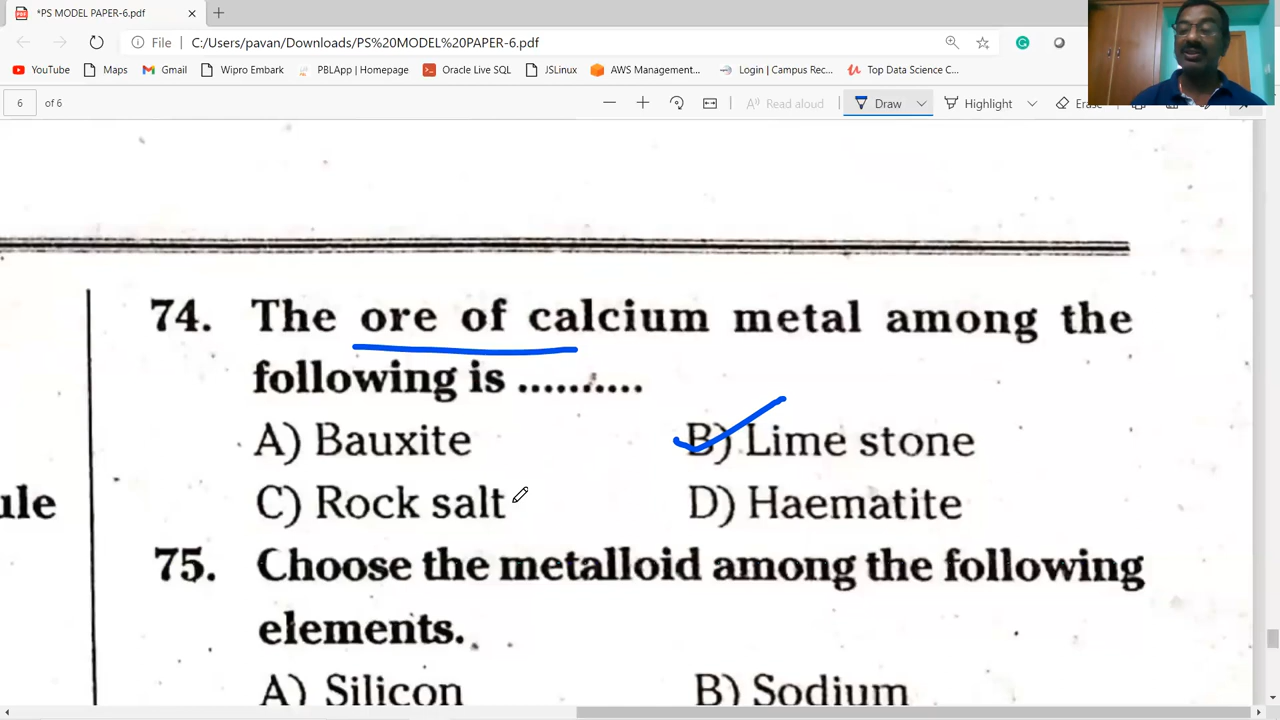 *PS MODEL PAPER-6.pdf
File C:/Users/pavan/Downloads/PS%20MODEL%20PAPER-6.pdf
YouTube Maps Gmail Wipro Embark PBLApp | Homepage Oracle Live SQL JSLinux AWS Management... Login | Campus Rec... Top Data Science C...
6 of 6 Read aloud Draw Highlight Erase
74. The ore of calcium metal among the
following is ..........
A) Bauxite B) Lime stone
ule C) Rock salt D) Haematite
75. Choose the metalloid among the following
elements.
A) Silicon B) Sodium